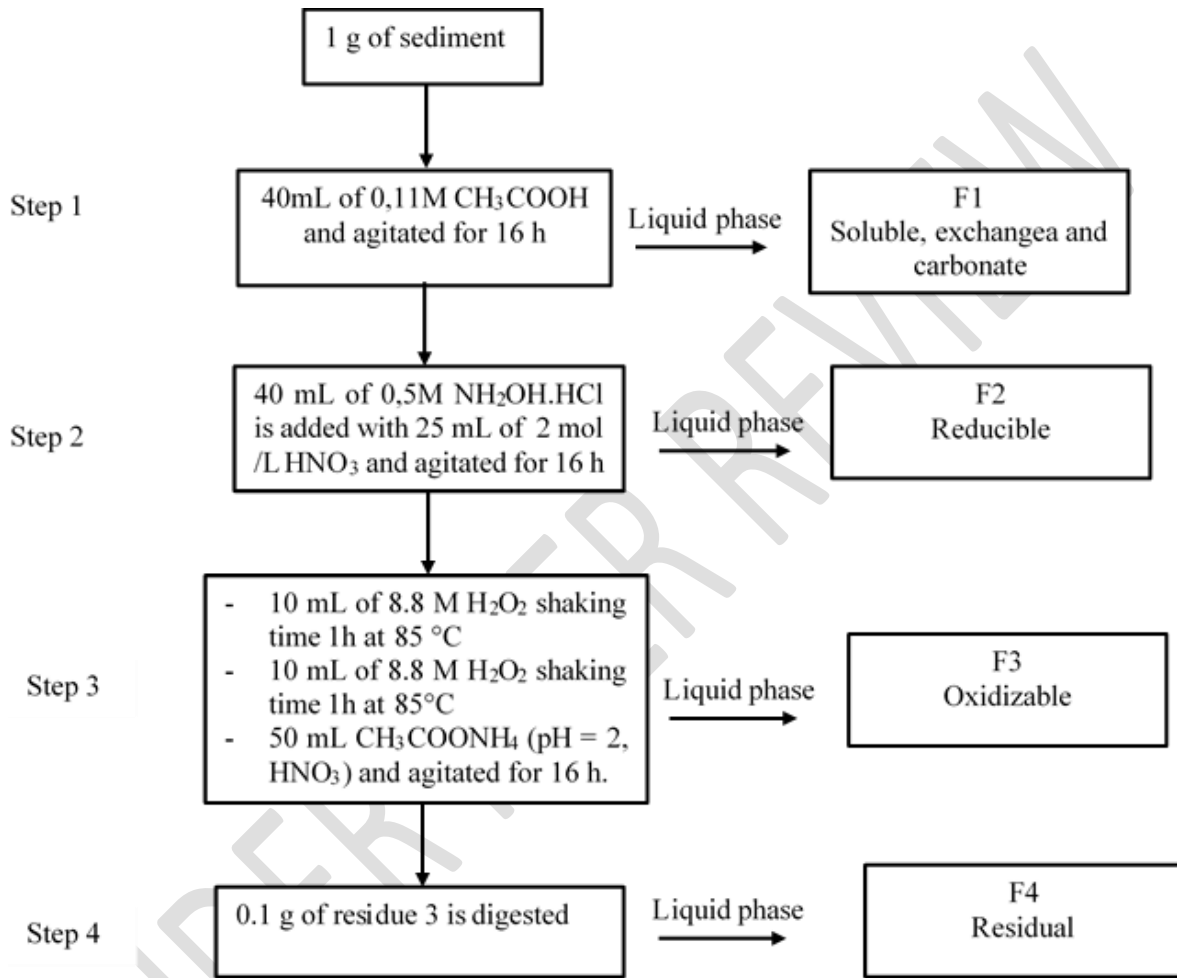 1 g of sediment
Step 1
40mL of 0,11M CH₃COOH
and agitated for 16 h
Liquid phase
F1
Soluble, exchangea and
carbonate
Step 2
40 mL of 0,5M NH₂OH.HCl
is added with 25 mL of 2 mol
/L HNO₃ and agitated for 16 h
Liquid phase
F2
Reducible
Step 3
- 10 mL of 8.8 M H₂O₂ shaking
time 1h at 85 °C
- 10 mL of 8.8 M H₂O₂ shaking
time 1h at 85°C
- 50 mL CH₃COONH₄ (pH = 2,
HNO₃) and agitated for 16 h.
Liquid phase
F3
Oxidizable
Step 4
0.1 g of residue 3 is digested
Liquid phase
F4
Residual
UNDER PEER REVIEW